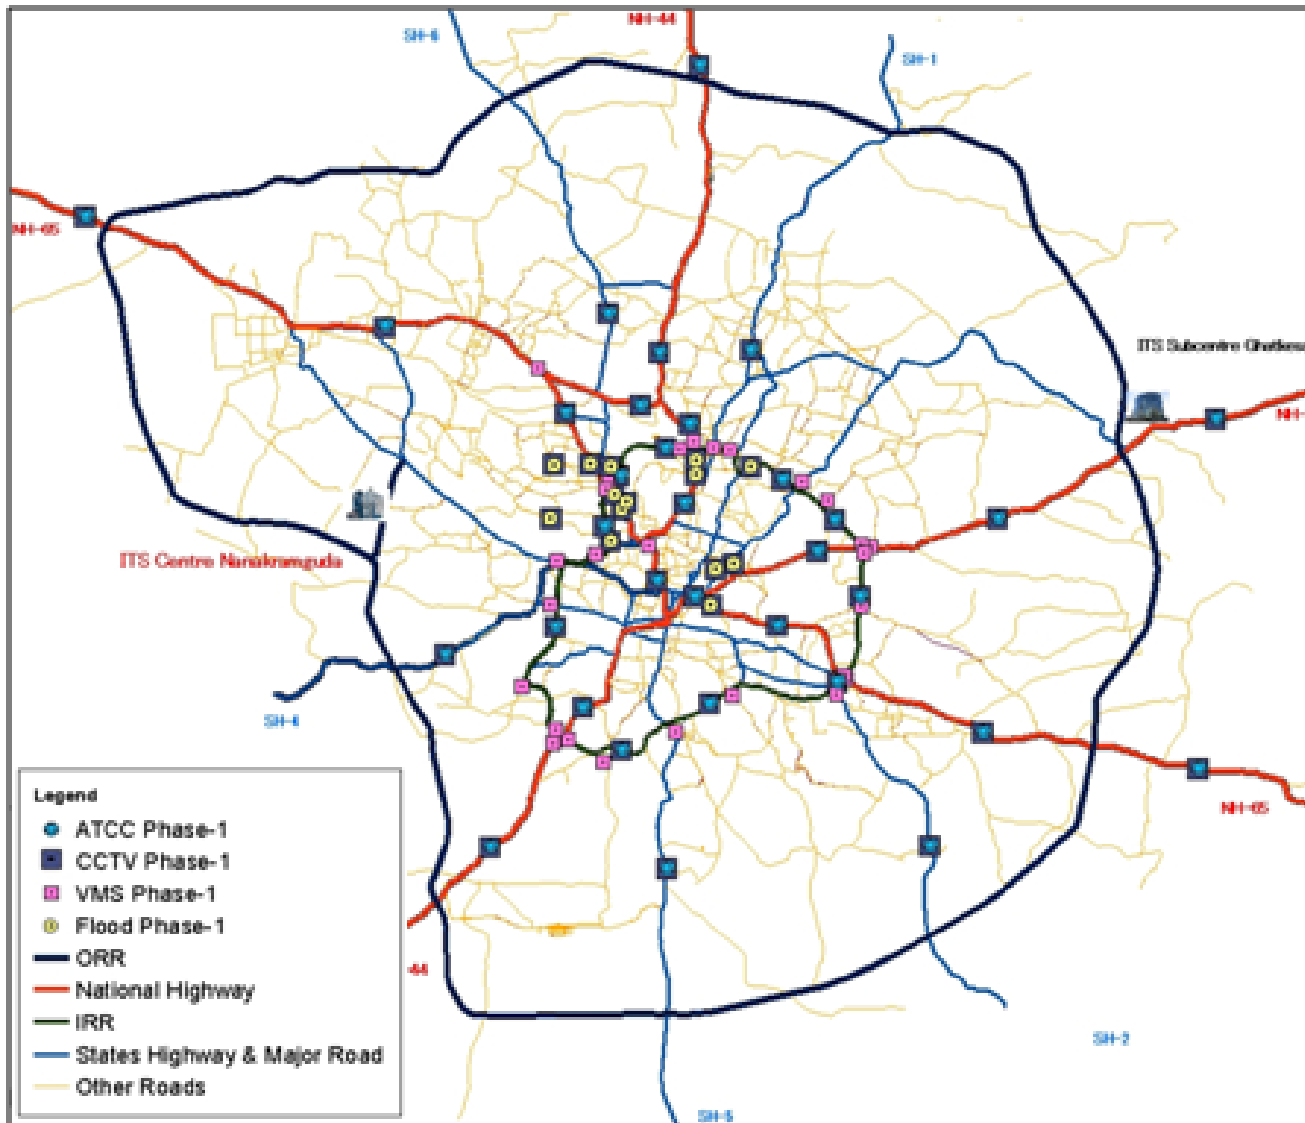 NH-44
SH-6
SH-1
NH-65
ITS Subcentre
NH-
ITS Centre Nanakramguda
SH-4
Legend
ATCC Phase-1
CCTV Phase-1
VMS Phase-1
Flood Phase-1
ORR
National Highway
IRR
States Highway & Major Road
Other Roads
-44
NH-65
SH-2
SH-5